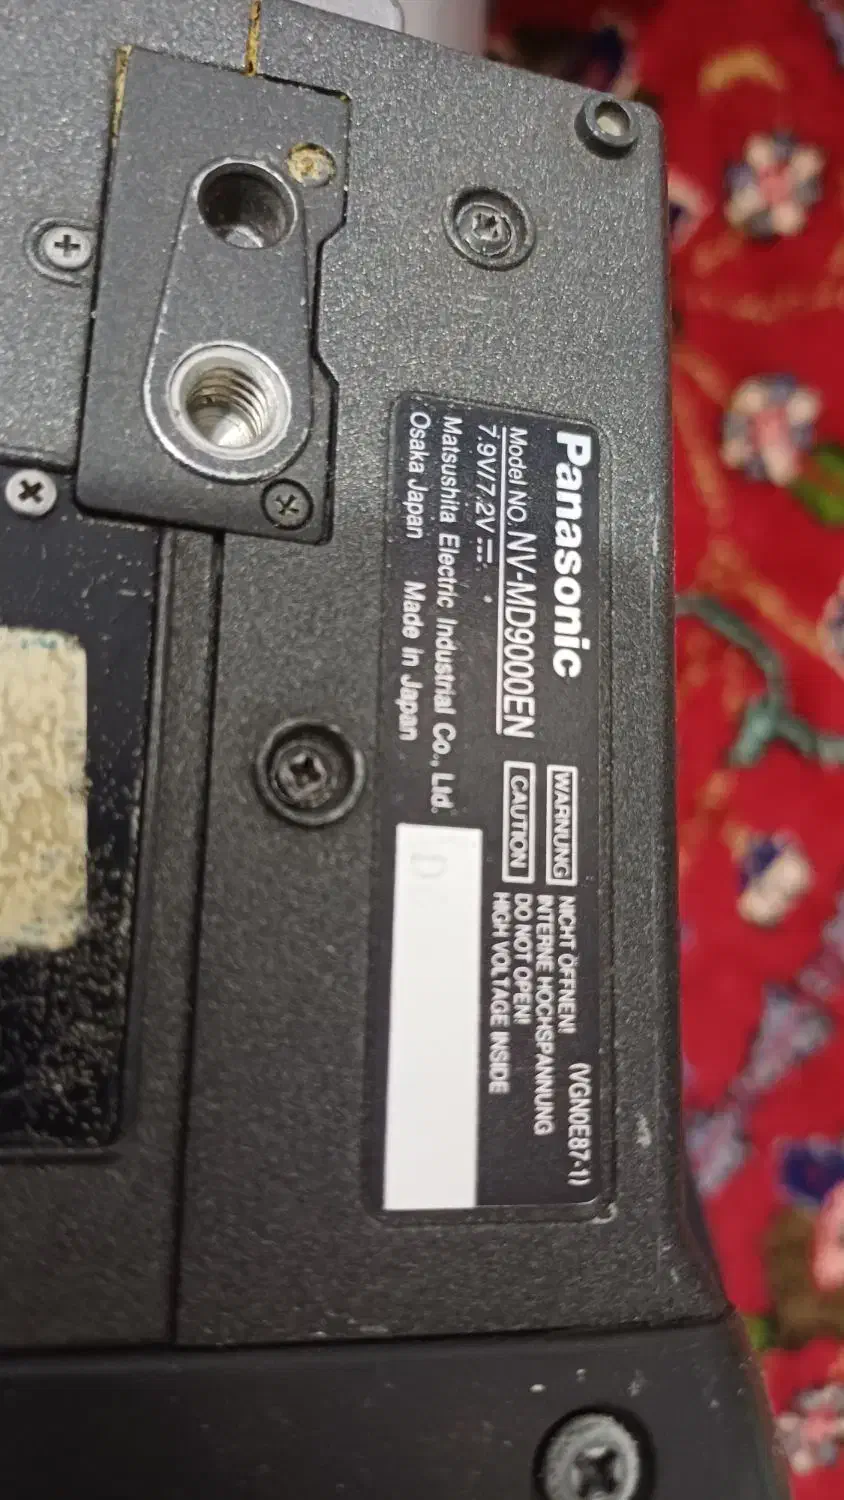 Panasonic
Model NO. NV-MD9000EN
7.9V/7.2V ⎓
Matsushita Electric Industrial Co., Ltd.
Osaka Japan Made in Japan
WARNUNG NICHT ÖFFNEN!
INTERNE HOCHSPANNUNG
CAUTION DO NOT OPEN!
HIGH VOLTAGE INSIDE
(VGN0E87-1)